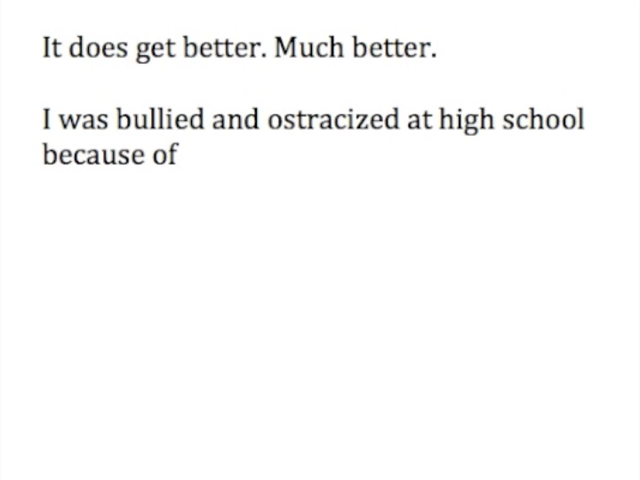 It does get better. Much better.
I was bullied and ostracized at high school
because of